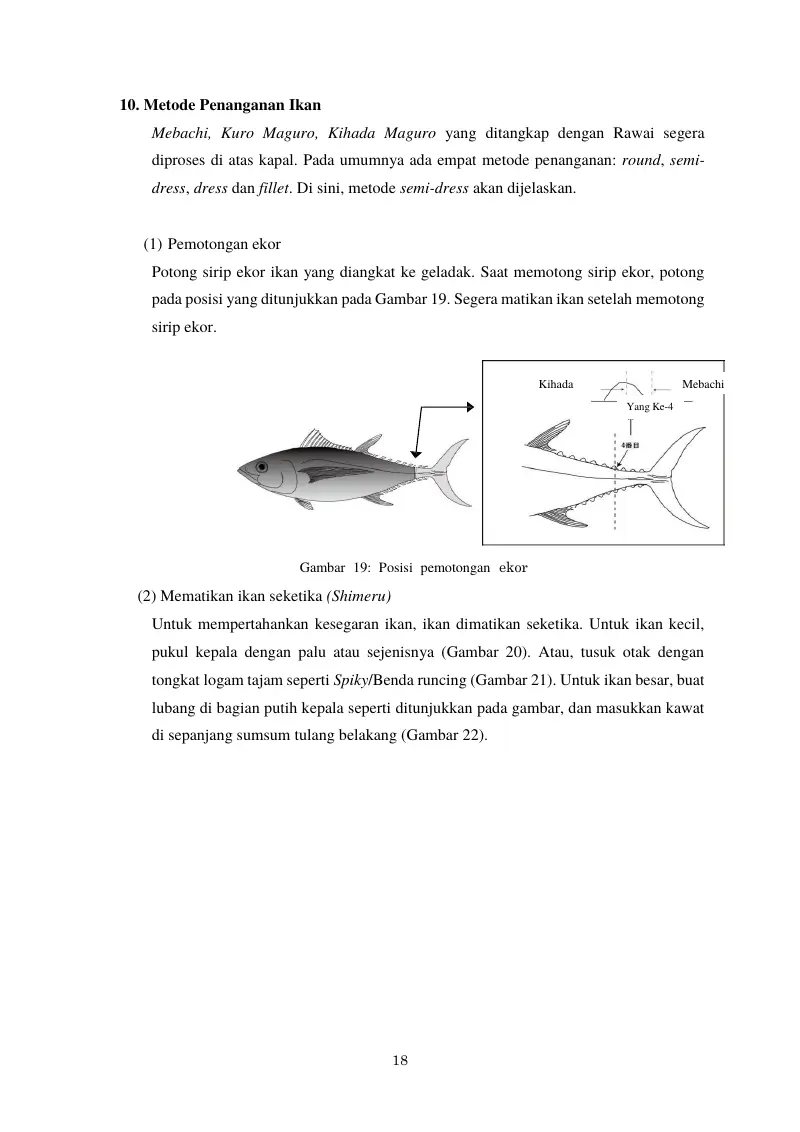 10. Metode Penanganan Ikan
Mebachi, Kuro Maguro, Kihada Maguro yang ditangkap dengan Rawai segera
diproses di atas kapal. Pada umumnya ada empat metode penanganan: round, semi-
dress, dress dan fillet. Di sini, metode semi-dress akan dijelaskan.
(1) Pemotongan ekor
Potong sirip ekor ikan yang diangkat ke geladak. Saat memotong sirip ekor, potong
pada posisi yang ditunjukkan pada Gambar 19. Segera matikan ikan setelah memotong
sirip ekor.
Kihada
Mebachi
Yang Ke-4
4番目
Gambar 19: Posisi pemotongan ekor
(2) Mematikan ikan seketika (Shimeru)
Untuk mempertahankan kesegaran ikan, ikan dimatikan seketika. Untuk ikan kecil,
pukul kepala dengan palu atau sejenisnya (Gambar 20). Atau, tusuk otak dengan
tongkat logam tajam seperti Spiky/Benda runcing (Gambar 21). Untuk ikan besar, buat
lubang di bagian putih kepala seperti ditunjukkan pada gambar, dan masukkan kawat
di sepanjang sumsum tulang belakang (Gambar 22).
18